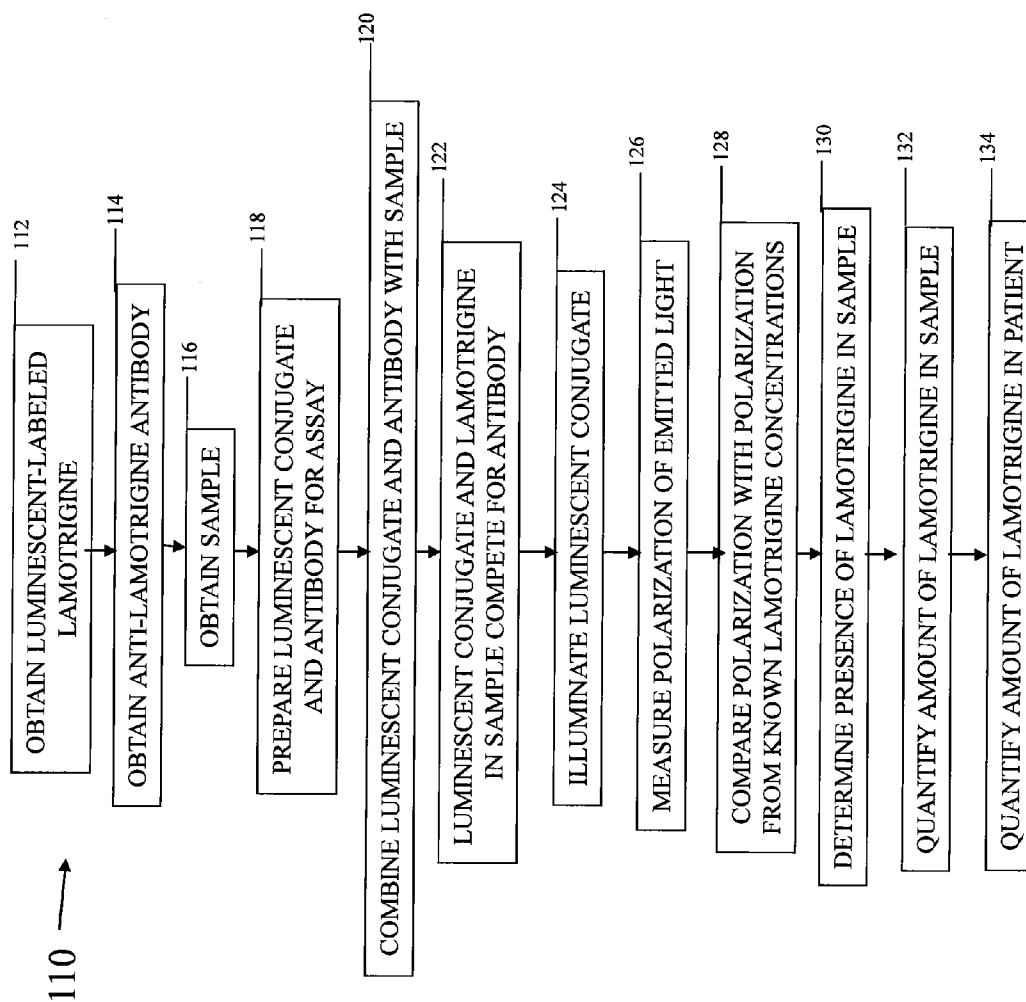 110
112
OBTAIN LUMINESCENT-LABELED
LAMOTRIGINE
114
OBTAIN ANTI-LAMOTRIGINE ANTIBODY
116
OBTAIN SAMPLE
118
PREPARE LUMINESCENT CONJUGATE
AND ANTIBODY FOR ASSAY
120
COMBINE LUMINESCENT CONJUGATE AND ANTIBODY WITH SAMPLE
122
LUMINESCENT CONJUGATE AND LAMOTRIGINE
IN SAMPLE COMPETE FOR ANTIBODY
124
ILLUMINATE LUMINESCENT CONJUGATE
126
MEASURE POLARIZATION OF EMITTED LIGHT
128
COMPARE POLARIZATION WITH POLARIZATION
FROM KNOWN LAMOTRIGINE CONCENTRATIONS
130
DETERMINE PRESENCE OF LAMOTRIGINE IN SAMPLE
132
QUANTIFY AMOUNT OF LAMOTRIGINE IN SAMPLE
134
QUANTIFY AMOUNT OF LAMOTRIGINE IN PATIENT